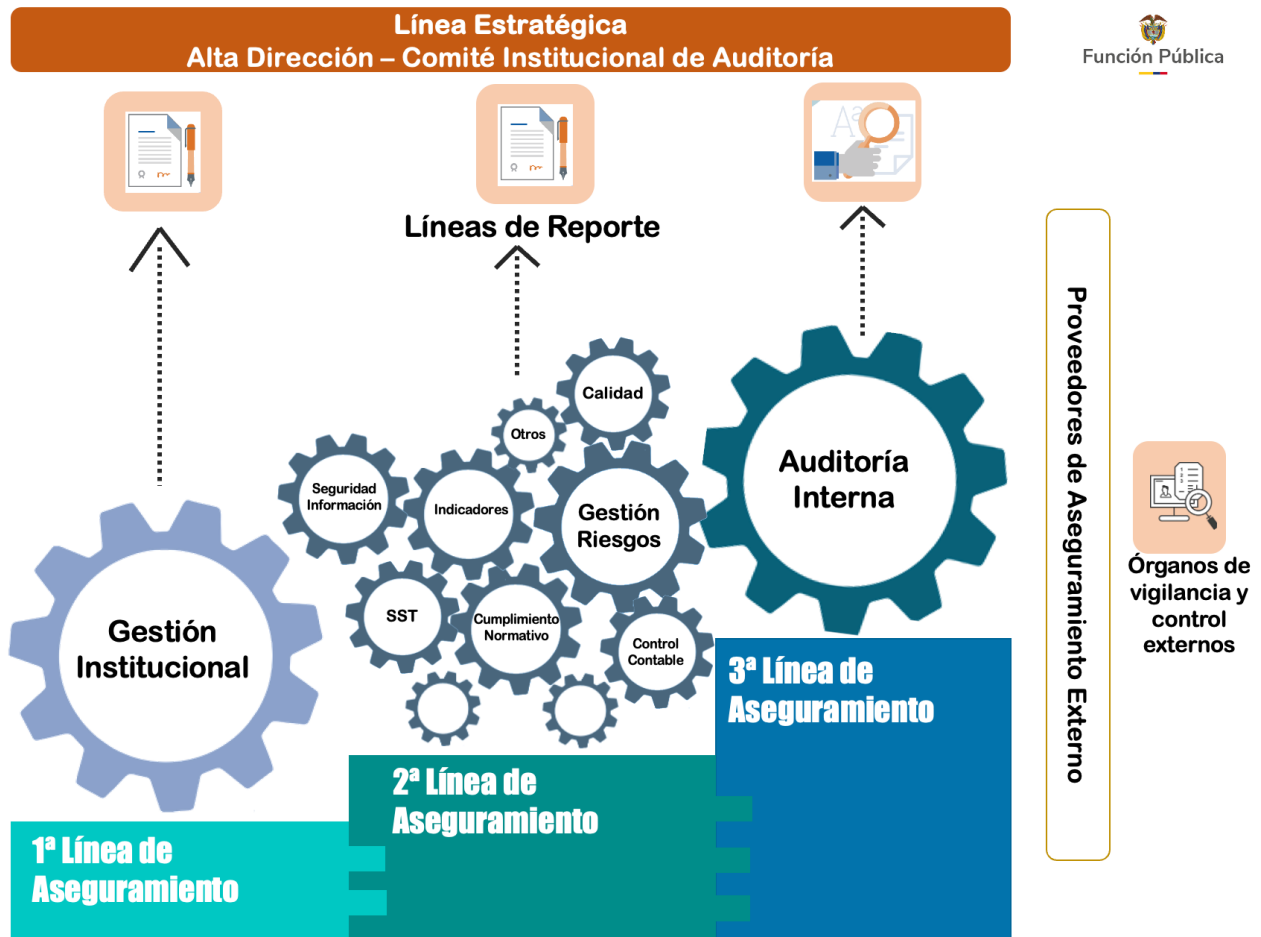 Línea Estratégica
Alta Dirección – Comité Institucional de Auditoría
Función Pública
Líneas de Reporte
Calidad
Otros
Seguridad
Información
Indicadores
Gestión
Riesgos
Auditoría
Interna
SST
Cumplimiento
Normativo
Control
Contable
Gestión
Institucional
Proveedores de Aseguramiento Externo
Órganos de
vigilancia y
control
externos
1ª Línea de
Aseguramiento
2ª Línea de
Aseguramiento
3ª Línea de
Aseguramiento